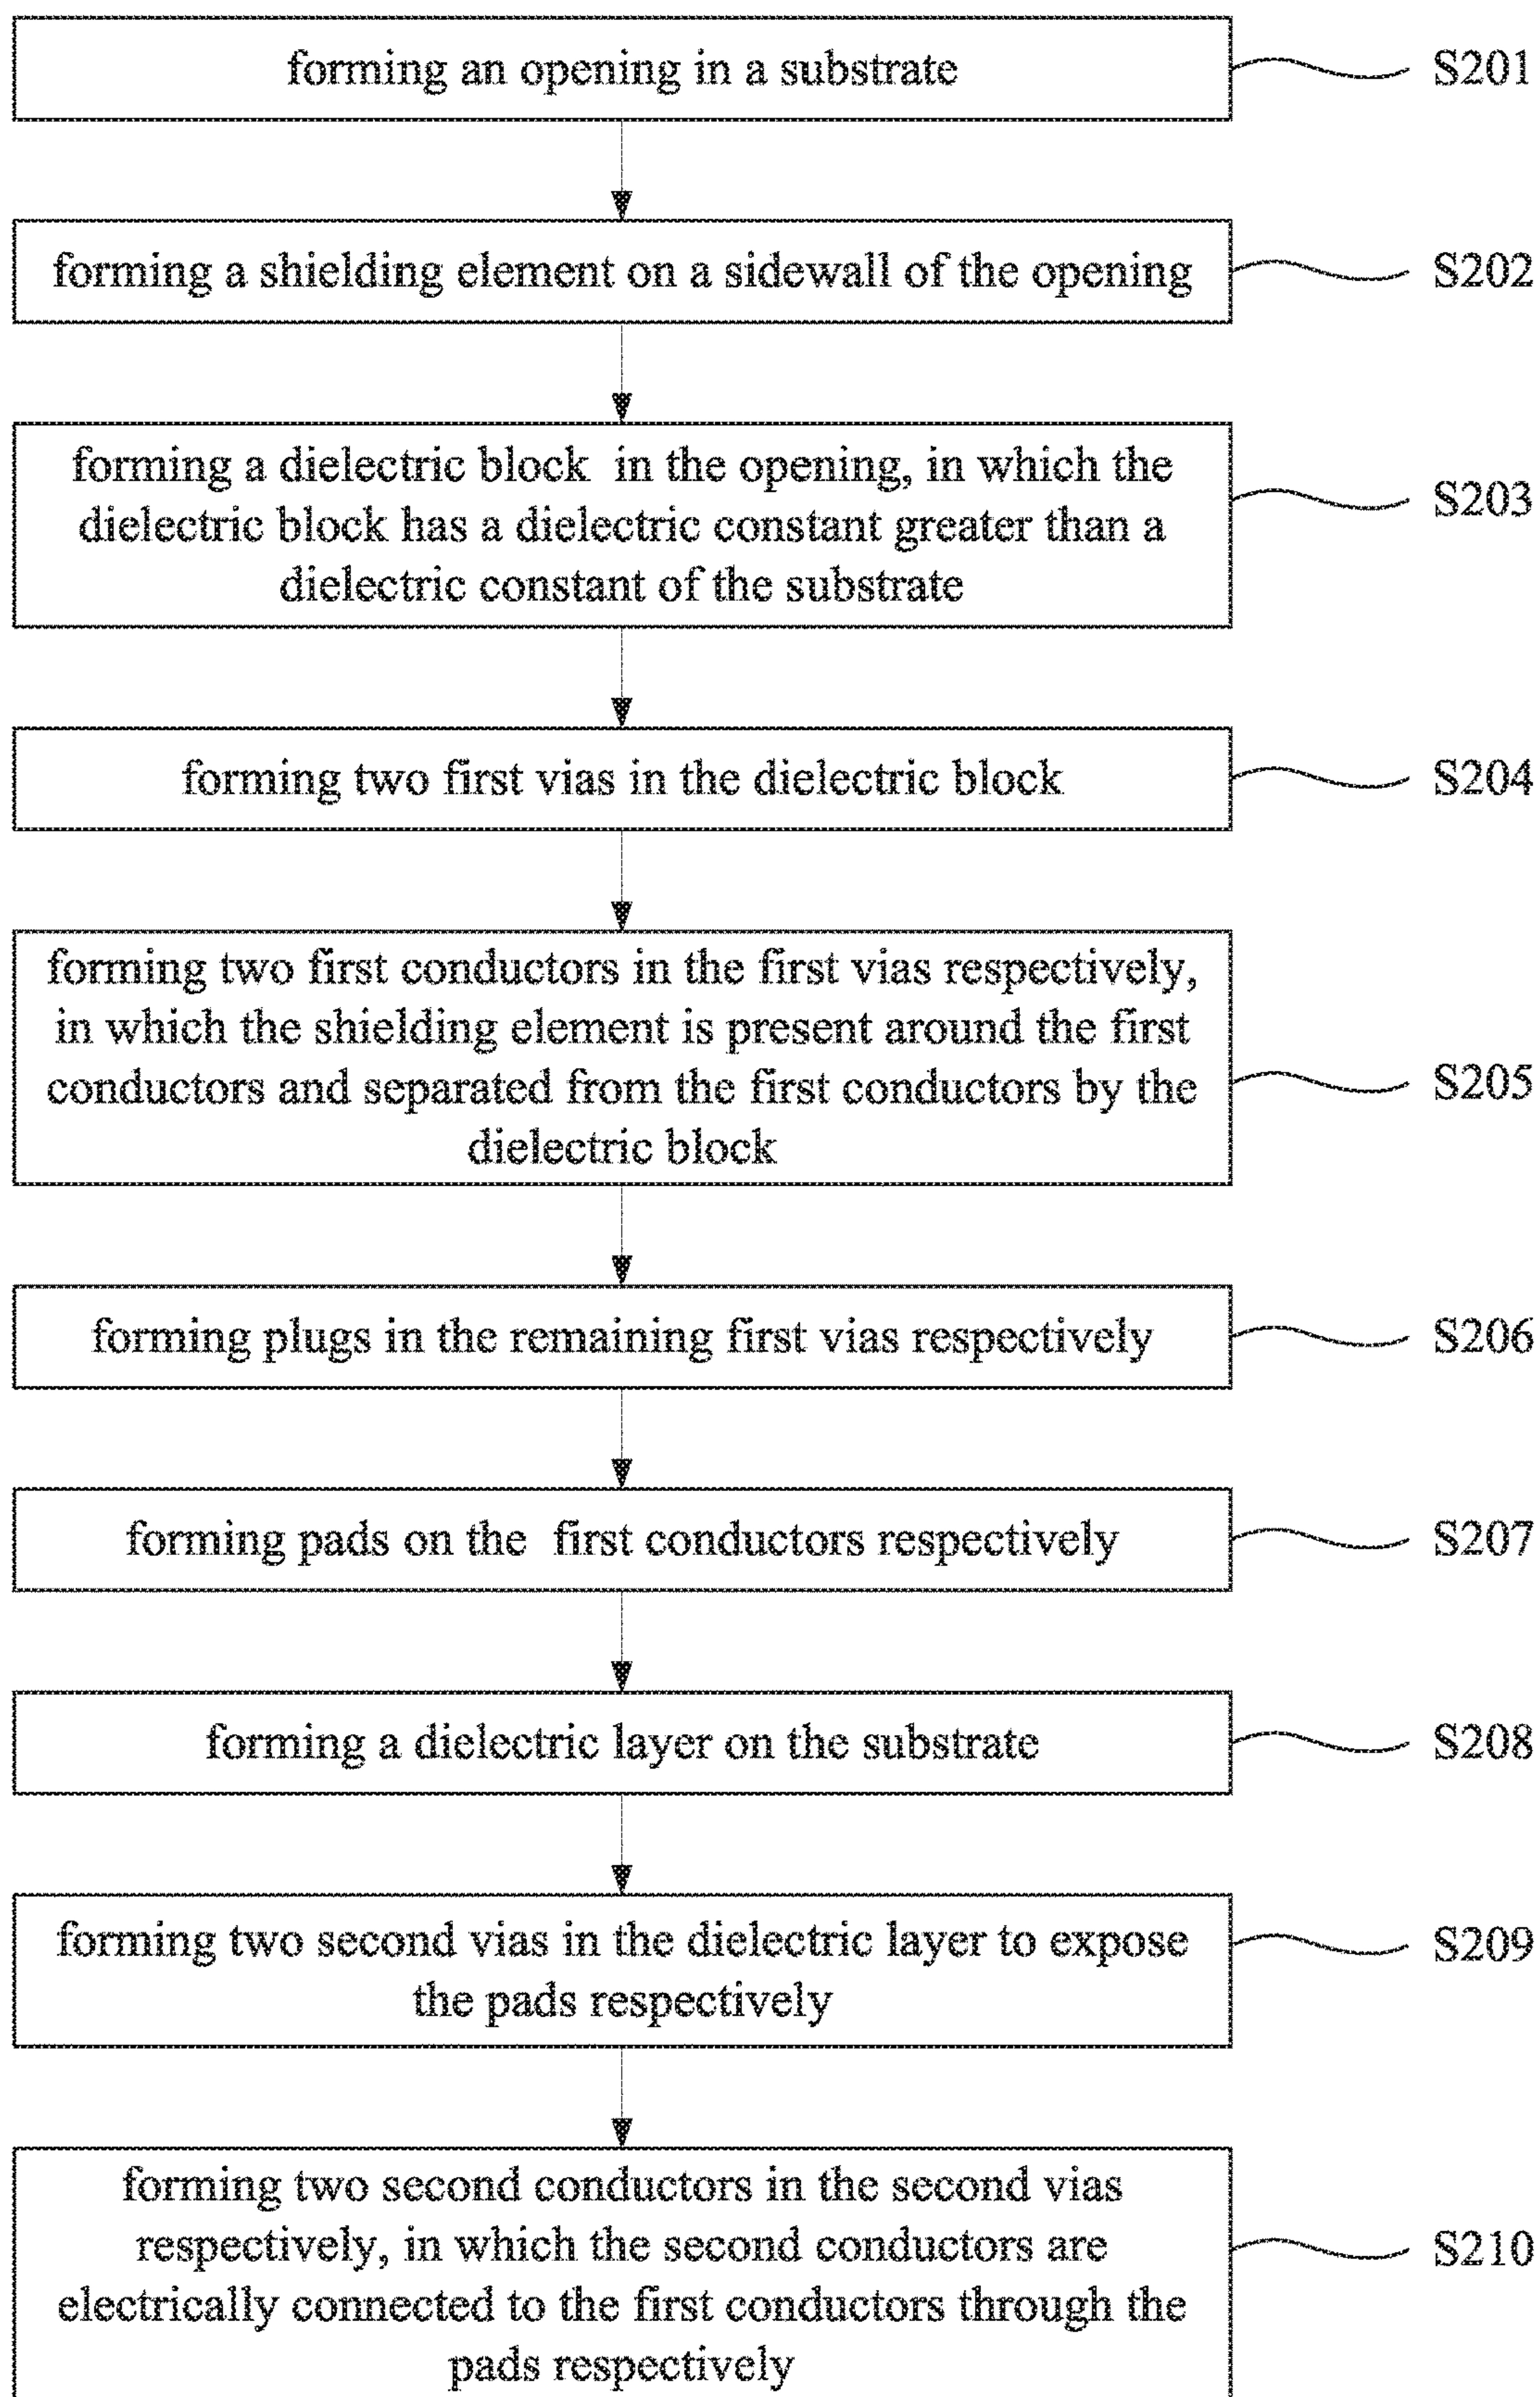 forming an opening in a substrate
S201
forming a shielding element on a sidewall of the opening
S202
forming a dielectric block in the opening, in which the
dielectric block has a dielectric constant greater than a
dielectric constant of the substrate
S203
forming two first vias in the dielectric block
S204
forming two first conductors in the first vias respectively,
in which the shielding element is present around the first
conductors and separated from the first conductors by the
dielectric block
S205
forming plugs in the remaining first vias respectively
S206
forming pads on the first conductors respectively
S207
forming a dielectric layer on the substrate
S208
forming two second vias in the dielectric layer to expose
the pads respectively
S209
forming two second conductors in the second vias
respectively, in which the second conductors are
electrically connected to the first conductors through the
pads respectively
S210